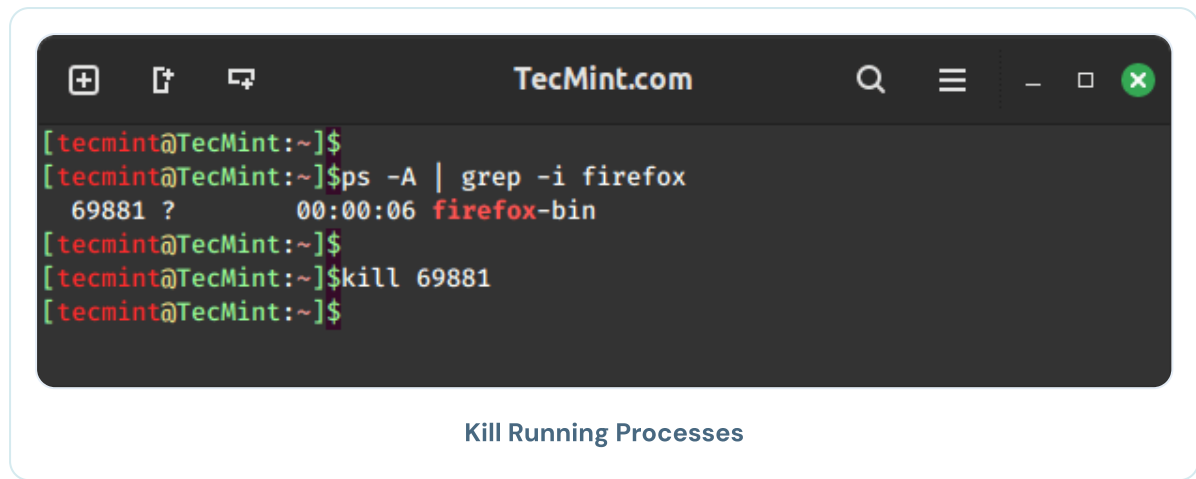 TecMint.com
[tecmint@TecMint:~]$
[tecmint@TecMint:~]$ps -A | grep -i firefox
69881 ?        00:00:06 firefox-bin
[tecmint@TecMint:~]$
[tecmint@TecMint:~]$kill 69881
[tecmint@TecMint:~]$
Kill Running Processes